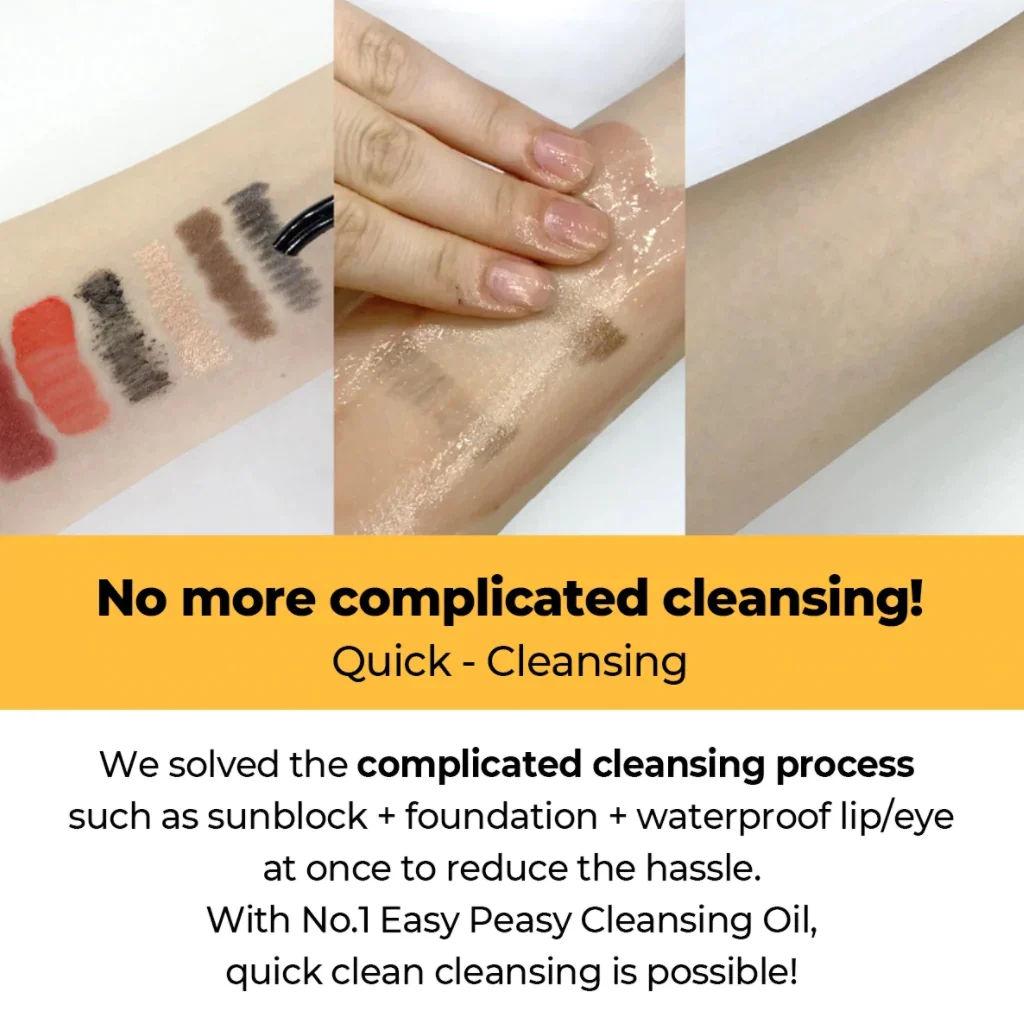 No more complicated cleansing!
Quick - Cleansing
We solved the complicated cleansing process
such as sunblock + foundation + waterproof lip/eye
at once to reduce the hassle.
With No.1 Easy Peasy Cleansing Oil,
quick clean cleansing is possible!